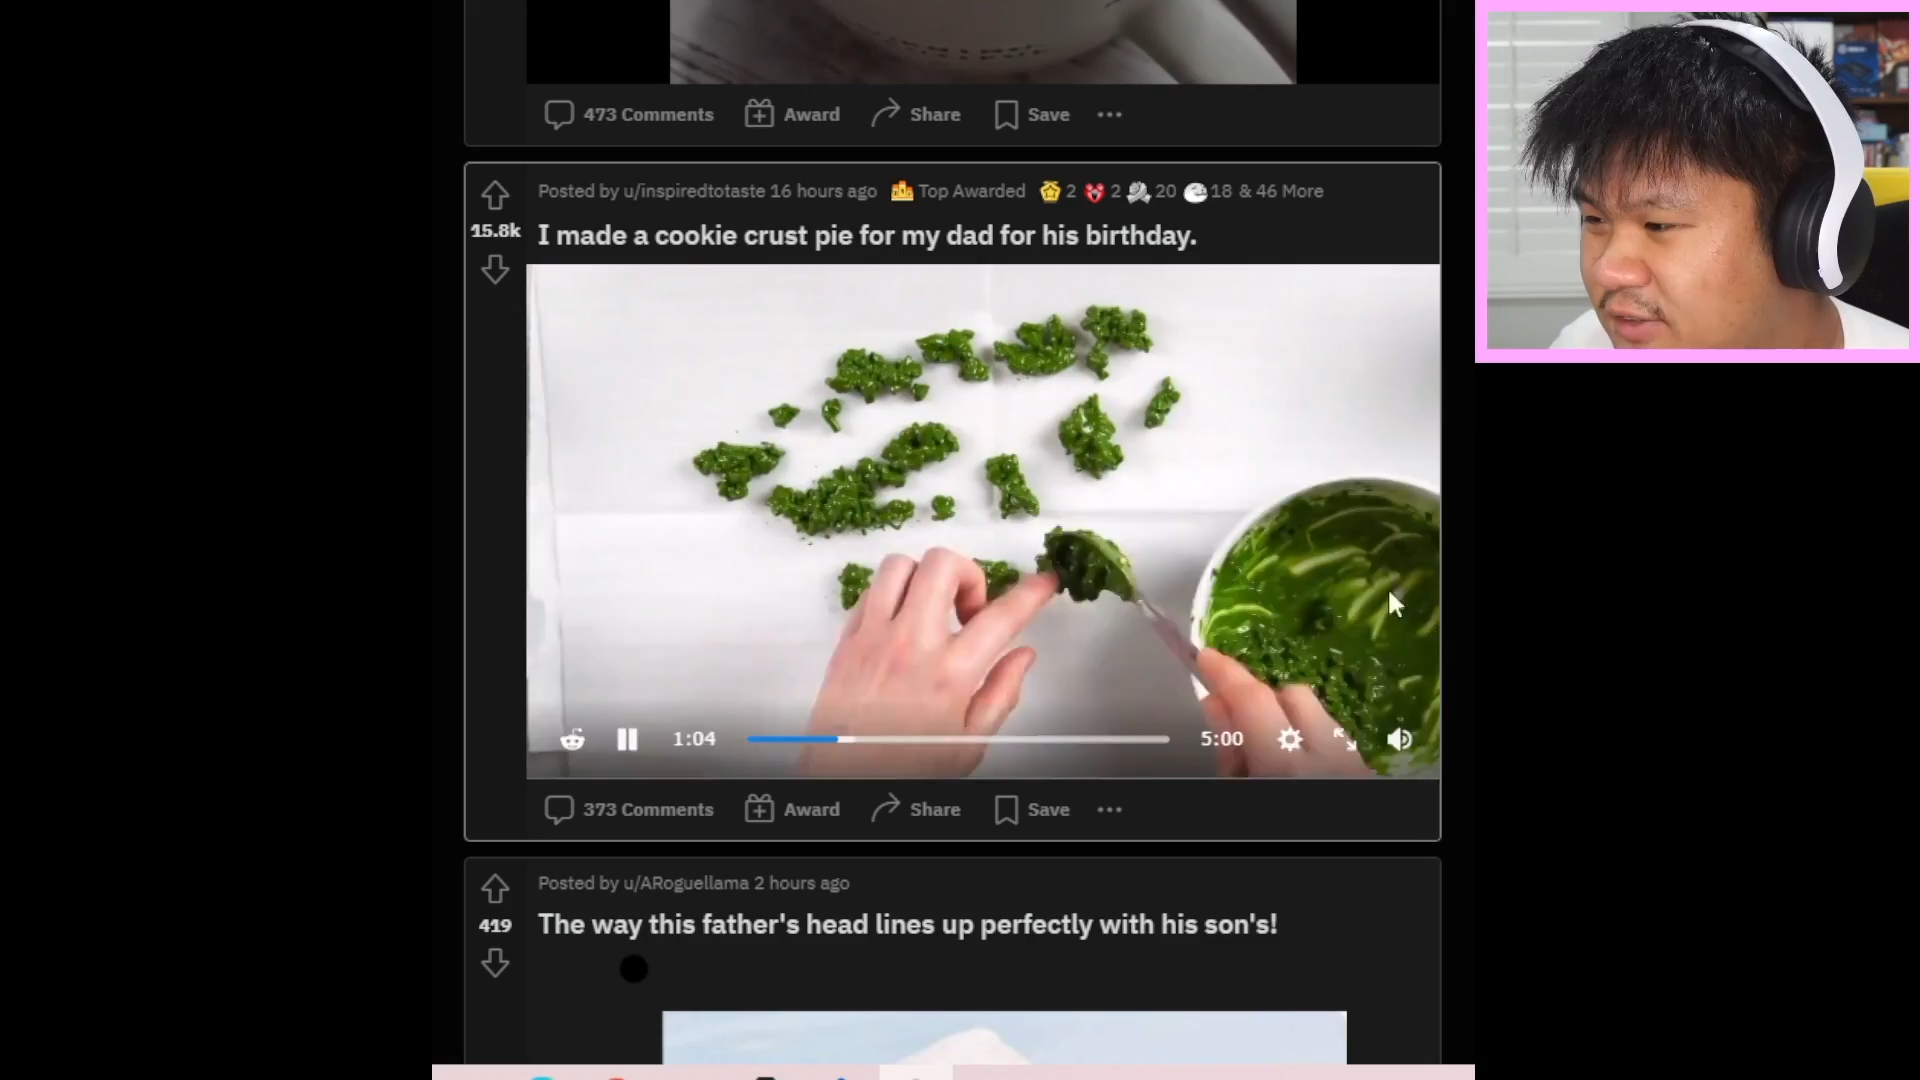 473 Comments Award Share Save
Posted by u/inspiredtotaste 16 hours ago Top Awarded 2 2 20 18 & 46 More
15.8k
I made a cookie crust pie for my dad for his birthday.
1:04 5:00
373 Comments Award Share Save
Posted by u/ARoguellama 2 hours ago
419
The way this father's head lines up perfectly with his son's!